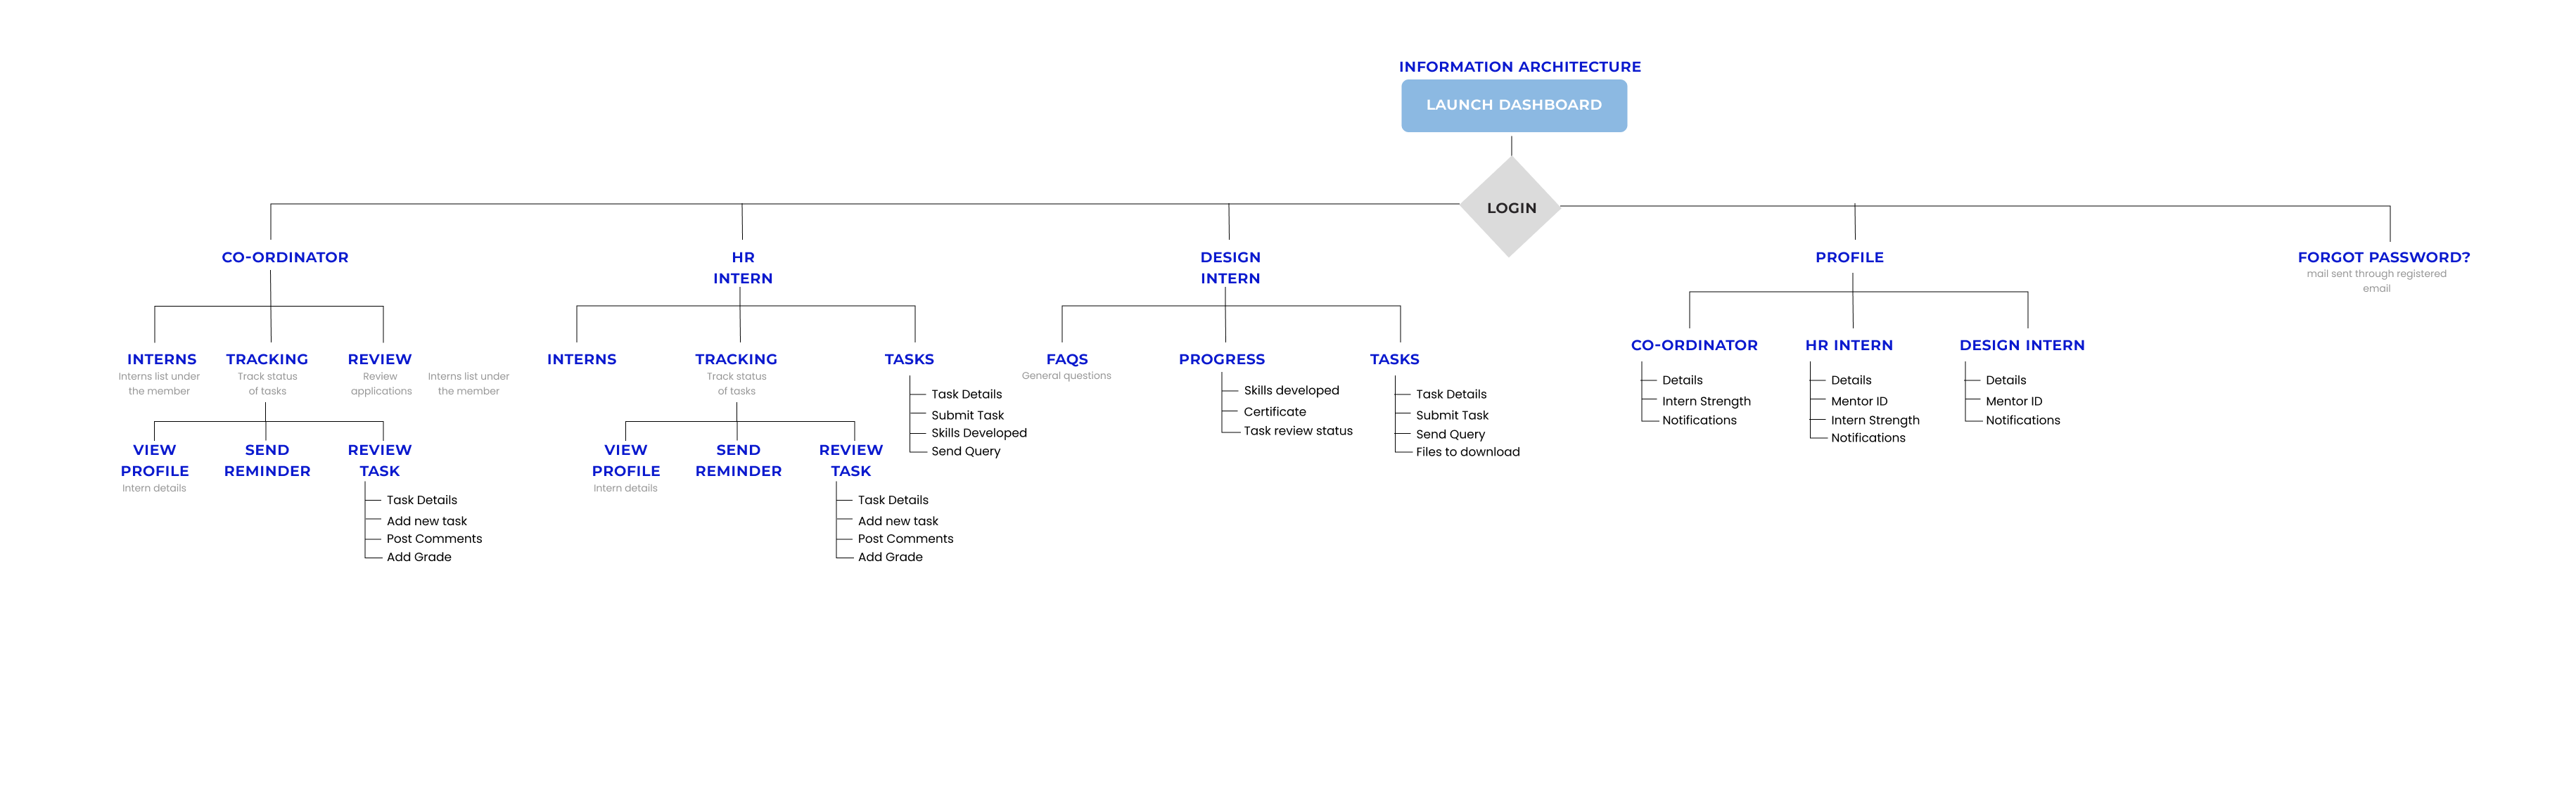 INFORMATION ARCHITECTURE
LAUNCH DASHBOARD
LOGIN
CO-ORDINATOR
INTERNS
Interns list under
the member
TRACKING
Track status
of tasks
REVIEW
Review
applications
Interns list under
the member
VIEW
PROFILE
Intern details
SEND
REMINDER
REVIEW
TASK
Task Details
Add new task
Post Comments
Add Grade
HR
INTERN
INTERNS
TRACKING
Track status
of tasks
VIEW
PROFILE
Intern details
SEND
REMINDER
REVIEW
TASK
Task Details
Add new task
Post Comments
Add Grade
TASKS
Task Details
Submit Task
Skills Developed
Send Query
DESIGN
INTERN
FAQS
General questions
PROGRESS
Skills developed
Certificate
Task review status
TASKS
Task Details
Submit Task
Send Query
Files to download
PROFILE
CO-ORDINATOR
Details
Intern Strength
Notifications
HR INTERN
Details
Mentor ID
Intern Strength
Notifications
DESIGN INTERN
Details
Mentor ID
Notifications
FORGOT PASSWORD?
mail sent through registered
email